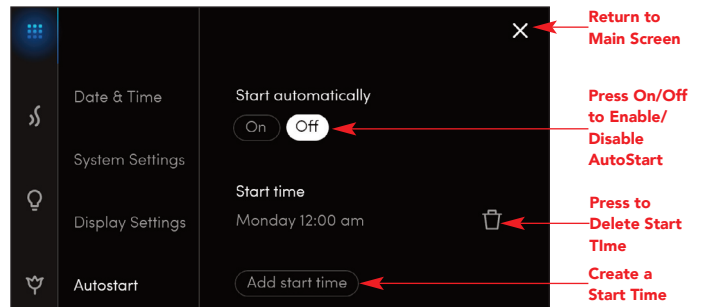 Return to
Main Screen
Date & Time
Start automatically
On
Off
Press On/Off
to Enable/
Disable
AutoStart
System Settings
Start time
Monday 12:00 am
Display Settings
Press to
Delete Start
TIme
Autostart
Add start time
Create a
Start Time